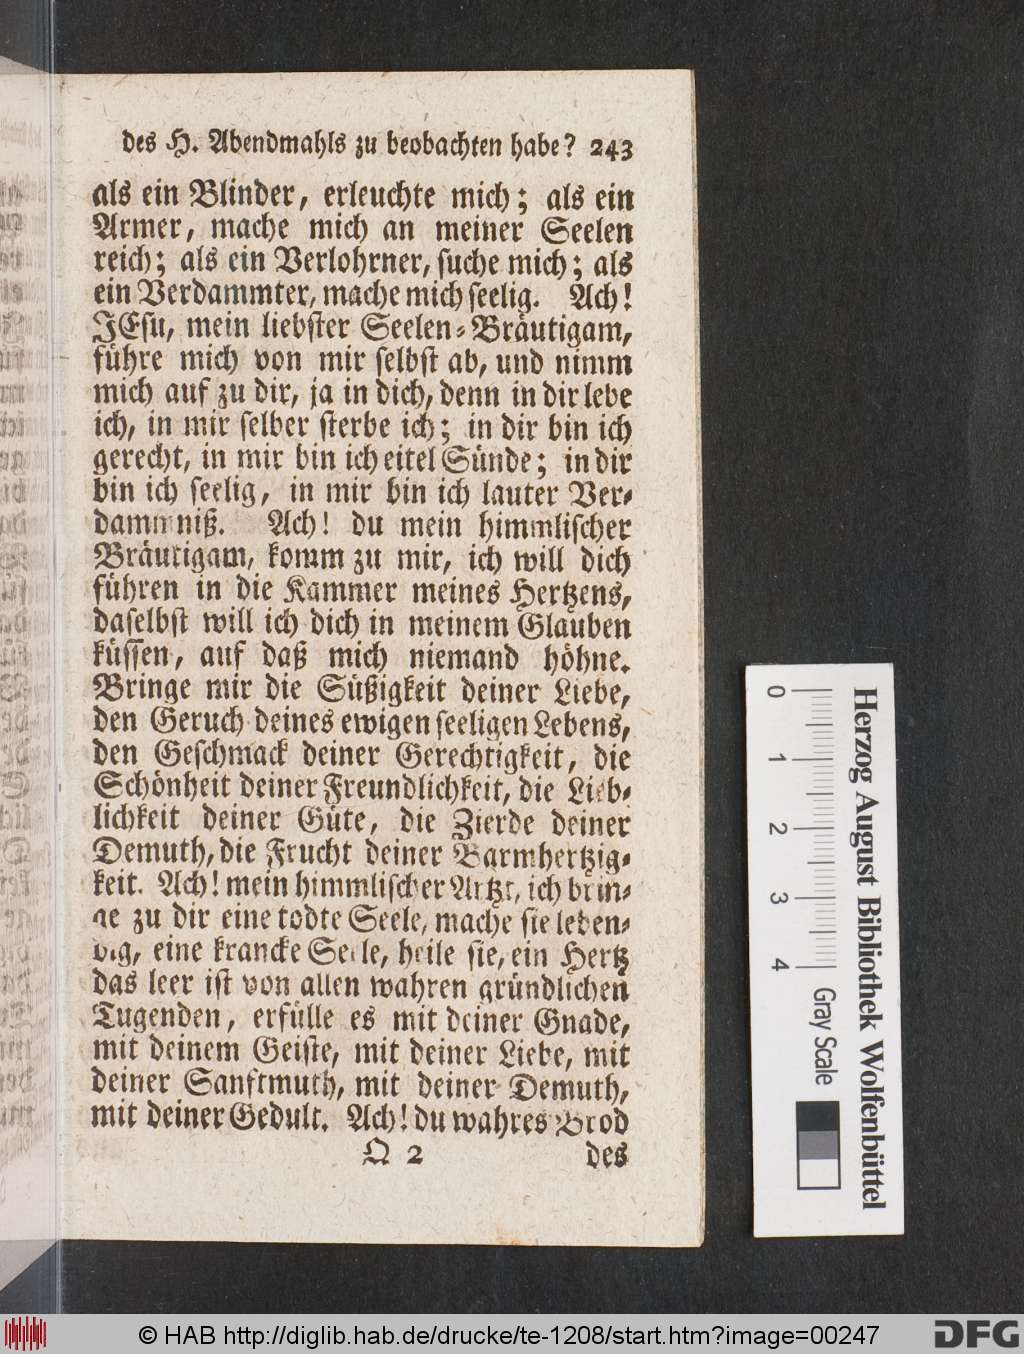 des H. Abendmahls zu beobachten habe? 243
als ein Blinder, erleuchte mich; als ein
Armer, mache mich an meiner Seelen
reich; als ein Verlohrner, suche mich; als
ein Verdammter, mache mich seelig. Ach!
JEsu, mein liebster Seelen-Bräutigam,
führe mich von mir selbst ab, und nimm
mich auf zu dir, ja in dich, denn in dir lebe
ich, in mir selber sterbe ich; in dir bin ich
gerecht, in mir bin ich eitel Sünde; in dir
bin ich seelig, in mir bin ich lauter Ver-
dammniß. Ach! du mein himmlischer
Bräutigam, komm zu mir, ich will dich
führen in die Kammer meines Hertzens,
daselbst will ich dich in meinem Glauben
küssen, auf daß mich niemand höhne.
Bringe mir die Süßigkeit deiner Liebe,
den Geruch deines ewigen seeligen Lebens,
den Geschmack deiner Gerechtigkeit, die
Schönheit deiner Freundlichkeit, die Lieb-
lichkeit deiner Güte, die Zierde deiner
Demuth, die Frucht deiner Barmhertzig-
keit. Ach! mein himmlischer Artzt, ich brin-
ge zu dir eine todte Seele, mache sie leben-
dig, eine krancke Seele, heile sie, ein Hertz
das leer ist von allen wahren gründlichen
Tugenden, erfülle es mit deiner Gnade,
mit deinem Geiste, mit deiner Liebe, mit
deiner Sanftmuth, mit deiner Demuth,
mit deiner Gedult. Ach! du wahres Brod
Q 2 des
Herzog August Bibliothek Wolfenbüttel
0 1 2 3 4 Gray Scale
© HAB http://diglib.hab.de/drucke/te-1208/start.htm?image=00247
DFG